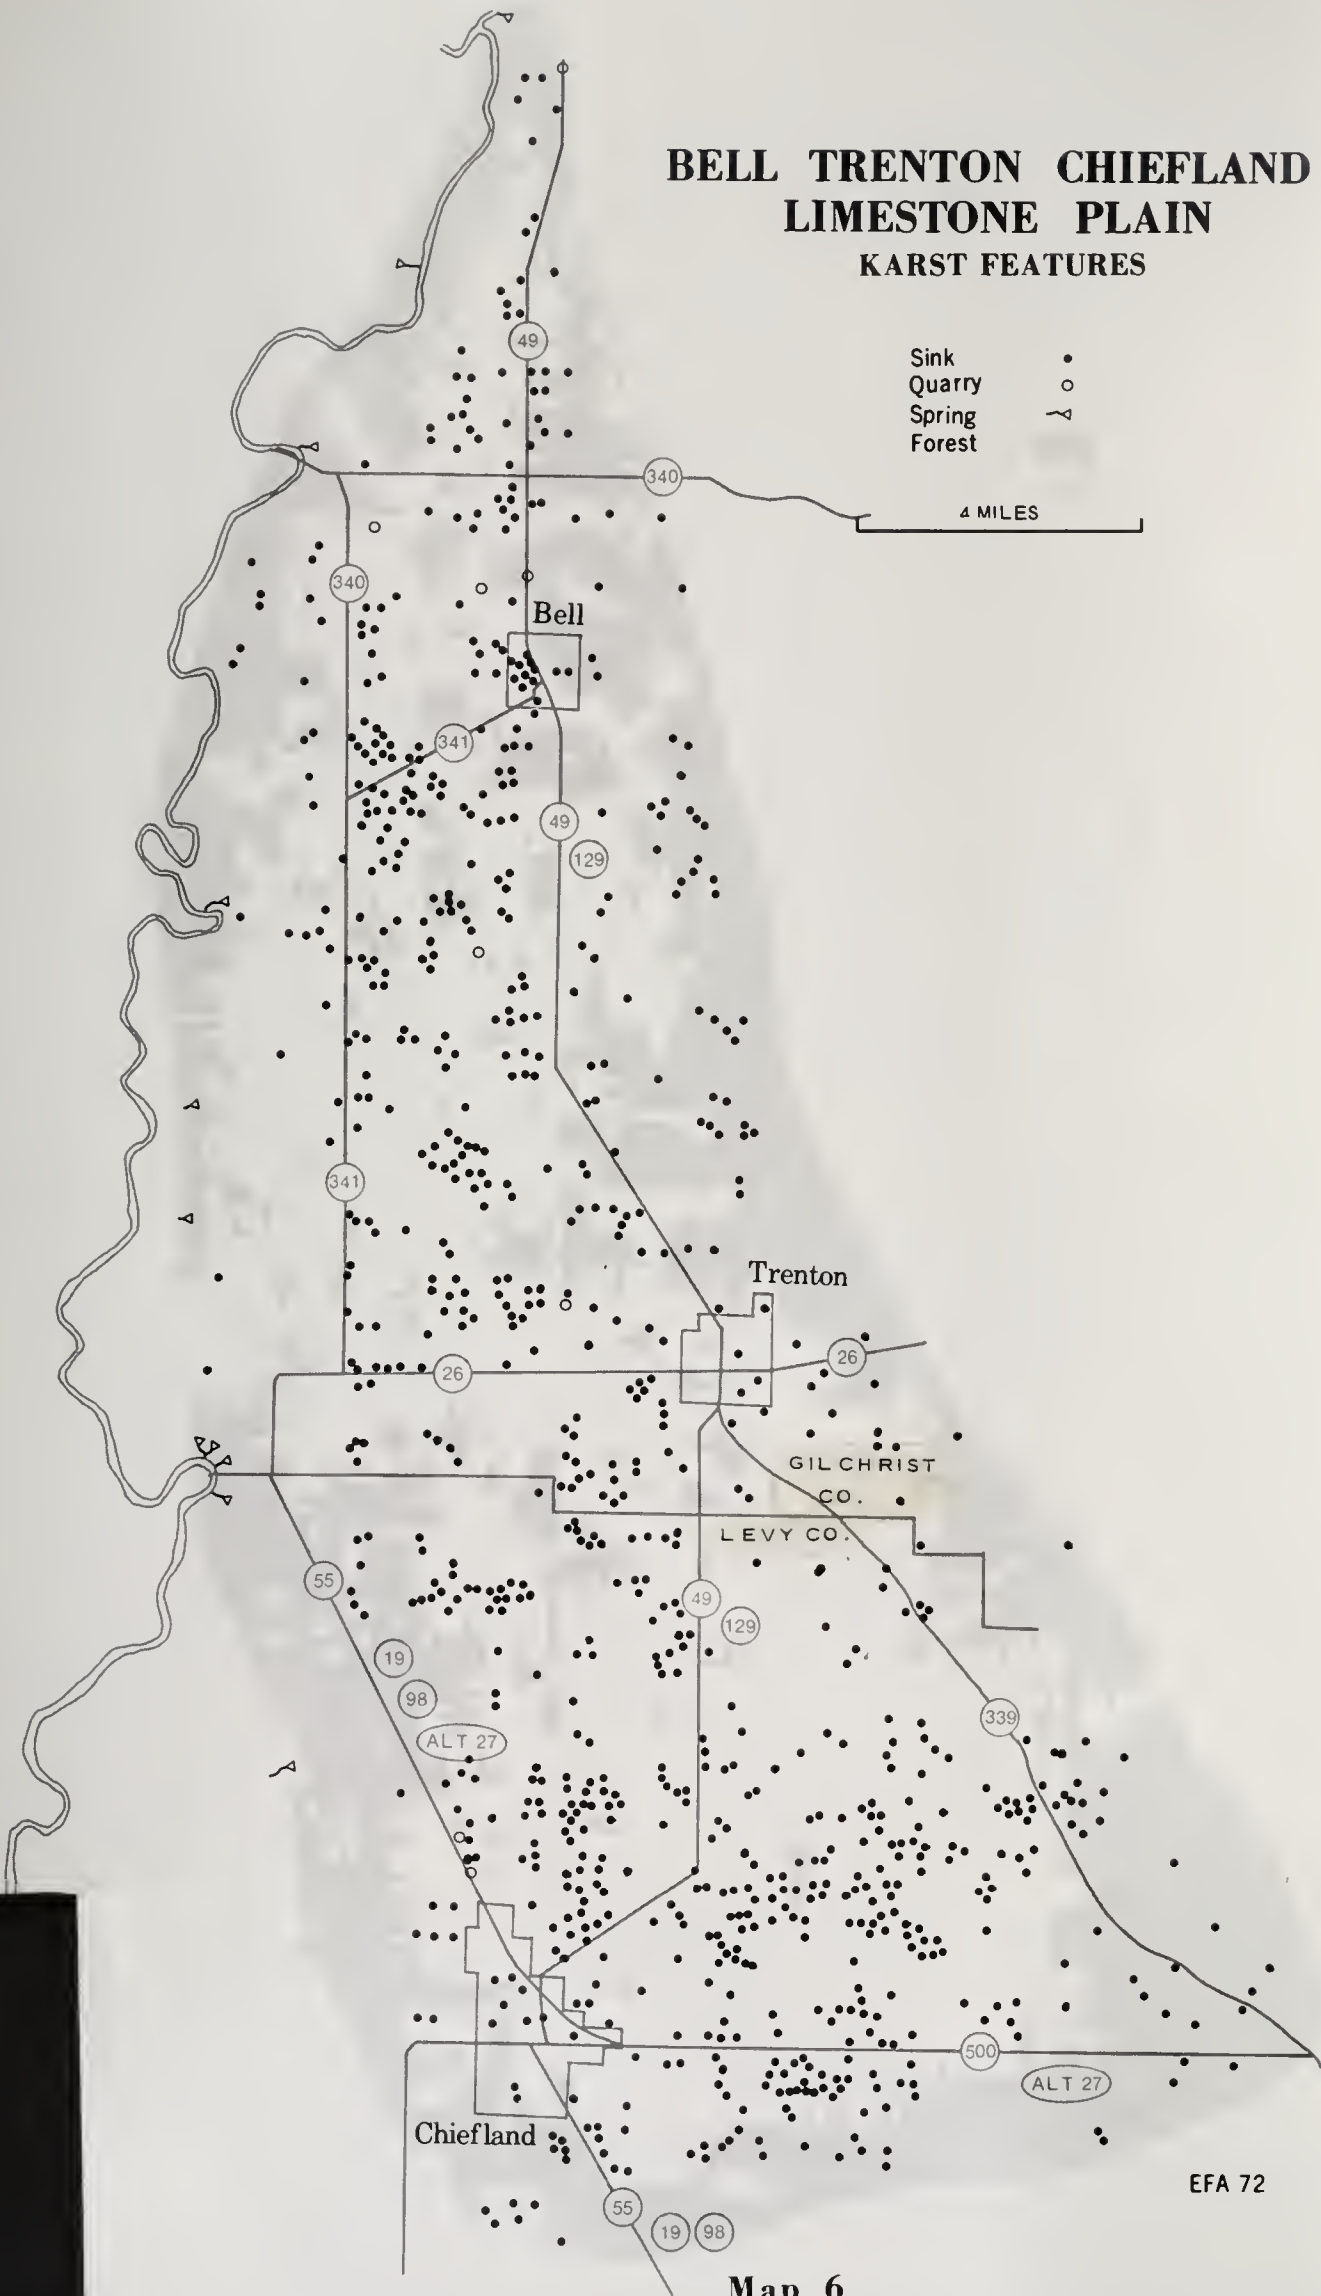 BELL TRENTON CHIEFLAND
LIMESTONE PLAIN
KARST FEATURES
Sink
Quarry
Spring
Forest
4 MILES
49
340
340
Bell
341
49
129
341
Trenton
26
26
GILCHRIST
CO.
LEVY CO.
55
49
129
19
98
ALT 27
339
500
ALT 27
Chiefland
EFA 72
55
19
98
Map 6